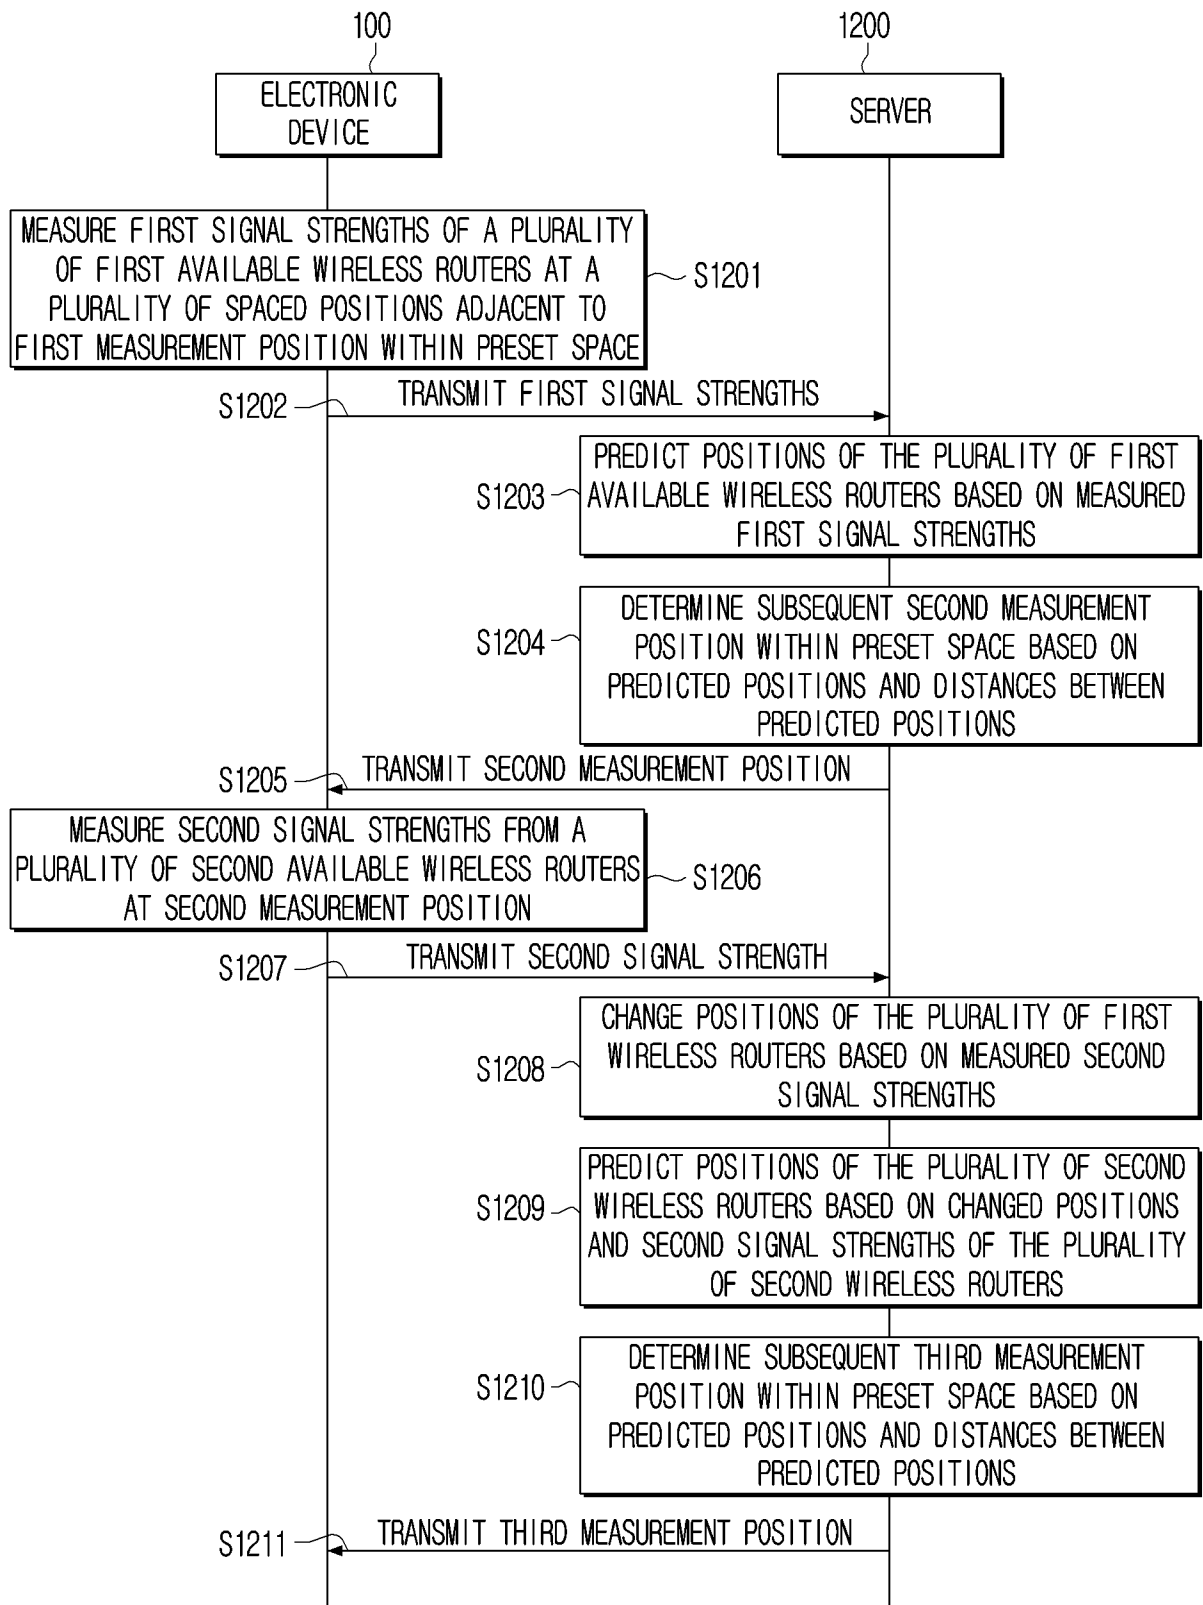 100
1200
ELECTRONIC
DEVICE
SERVER
MEASURE FIRST SIGNAL STRENGTHS OF A PLURALITY
OF FIRST AVAILABLE WIRELESS ROUTERS AT A
PLURALITY OF SPACED POSITIONS ADJACENT TO
FIRST MEASUREMENT POSITION WITHIN PRESET SPACE
S1201
S1202
TRANSMIT FIRST SIGNAL STRENGTHS
S1203
PREDICT POSITIONS OF THE PLURALITY OF FIRST
AVAILABLE WIRELESS ROUTERS BASED ON MEASURED
FIRST SIGNAL STRENGTHS
S1204
DETERMINE SUBSEQUENT SECOND MEASUREMENT
POSITION WITHIN PRESET SPACE BASED ON
PREDICTED POSITIONS AND DISTANCES BETWEEN
PREDICTED POSITIONS
S1205
TRANSMIT SECOND MEASUREMENT POSITION
MEASURE SECOND SIGNAL STRENGTHS FROM A
PLURALITY OF SECOND AVAILABLE WIRELESS ROUTERS
AT SECOND MEASUREMENT POSITION
S1206
S1207
TRANSMIT SECOND SIGNAL STRENGTH
S1208
CHANGE POSITIONS OF THE PLURALITY OF FIRST
WIRELESS ROUTERS BASED ON MEASURED SECOND
SIGNAL STRENGTHS
S1209
PREDICT POSITIONS OF THE PLURALITY OF SECOND
WIRELESS ROUTERS BASED ON CHANGED POSITIONS
AND SECOND SIGNAL STRENGTHS OF THE PLURALITY
OF SECOND WIRELESS ROUTERS
S1210
DETERMINE SUBSEQUENT THIRD MEASUREMENT
POSITION WITHIN PRESET SPACE BASED ON
PREDICTED POSITIONS AND DISTANCES BETWEEN
PREDICTED POSITIONS
S1211
TRANSMIT THIRD MEASUREMENT POSITION